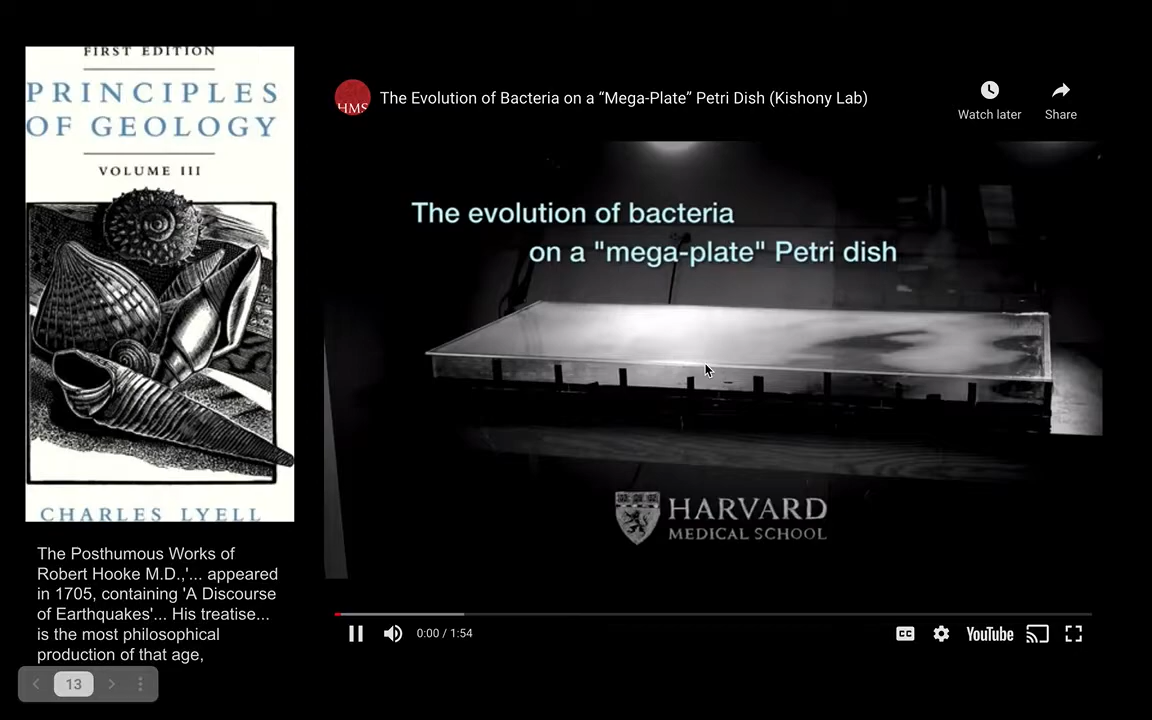 FIRST EDITION
PRINCIPLES
OF GEOLOGY
VOLUME III
CHARLES LYELL
The Posthumous Works of
Robert Hooke M.D.,'... appeared
in 1705, containing 'A Discourse
of Earthquakes'... His treatise...
is the most philosophical
production of that age,
13
HMS
The Evolution of Bacteria on a “Mega-Plate” Petri Dish (Kishony Lab)
Watch later
Share
The evolution of bacteria
on a "mega-plate" Petri dish
HARVARD
MEDICAL SCHOOL
0:00 / 1:54
CC
YouTube